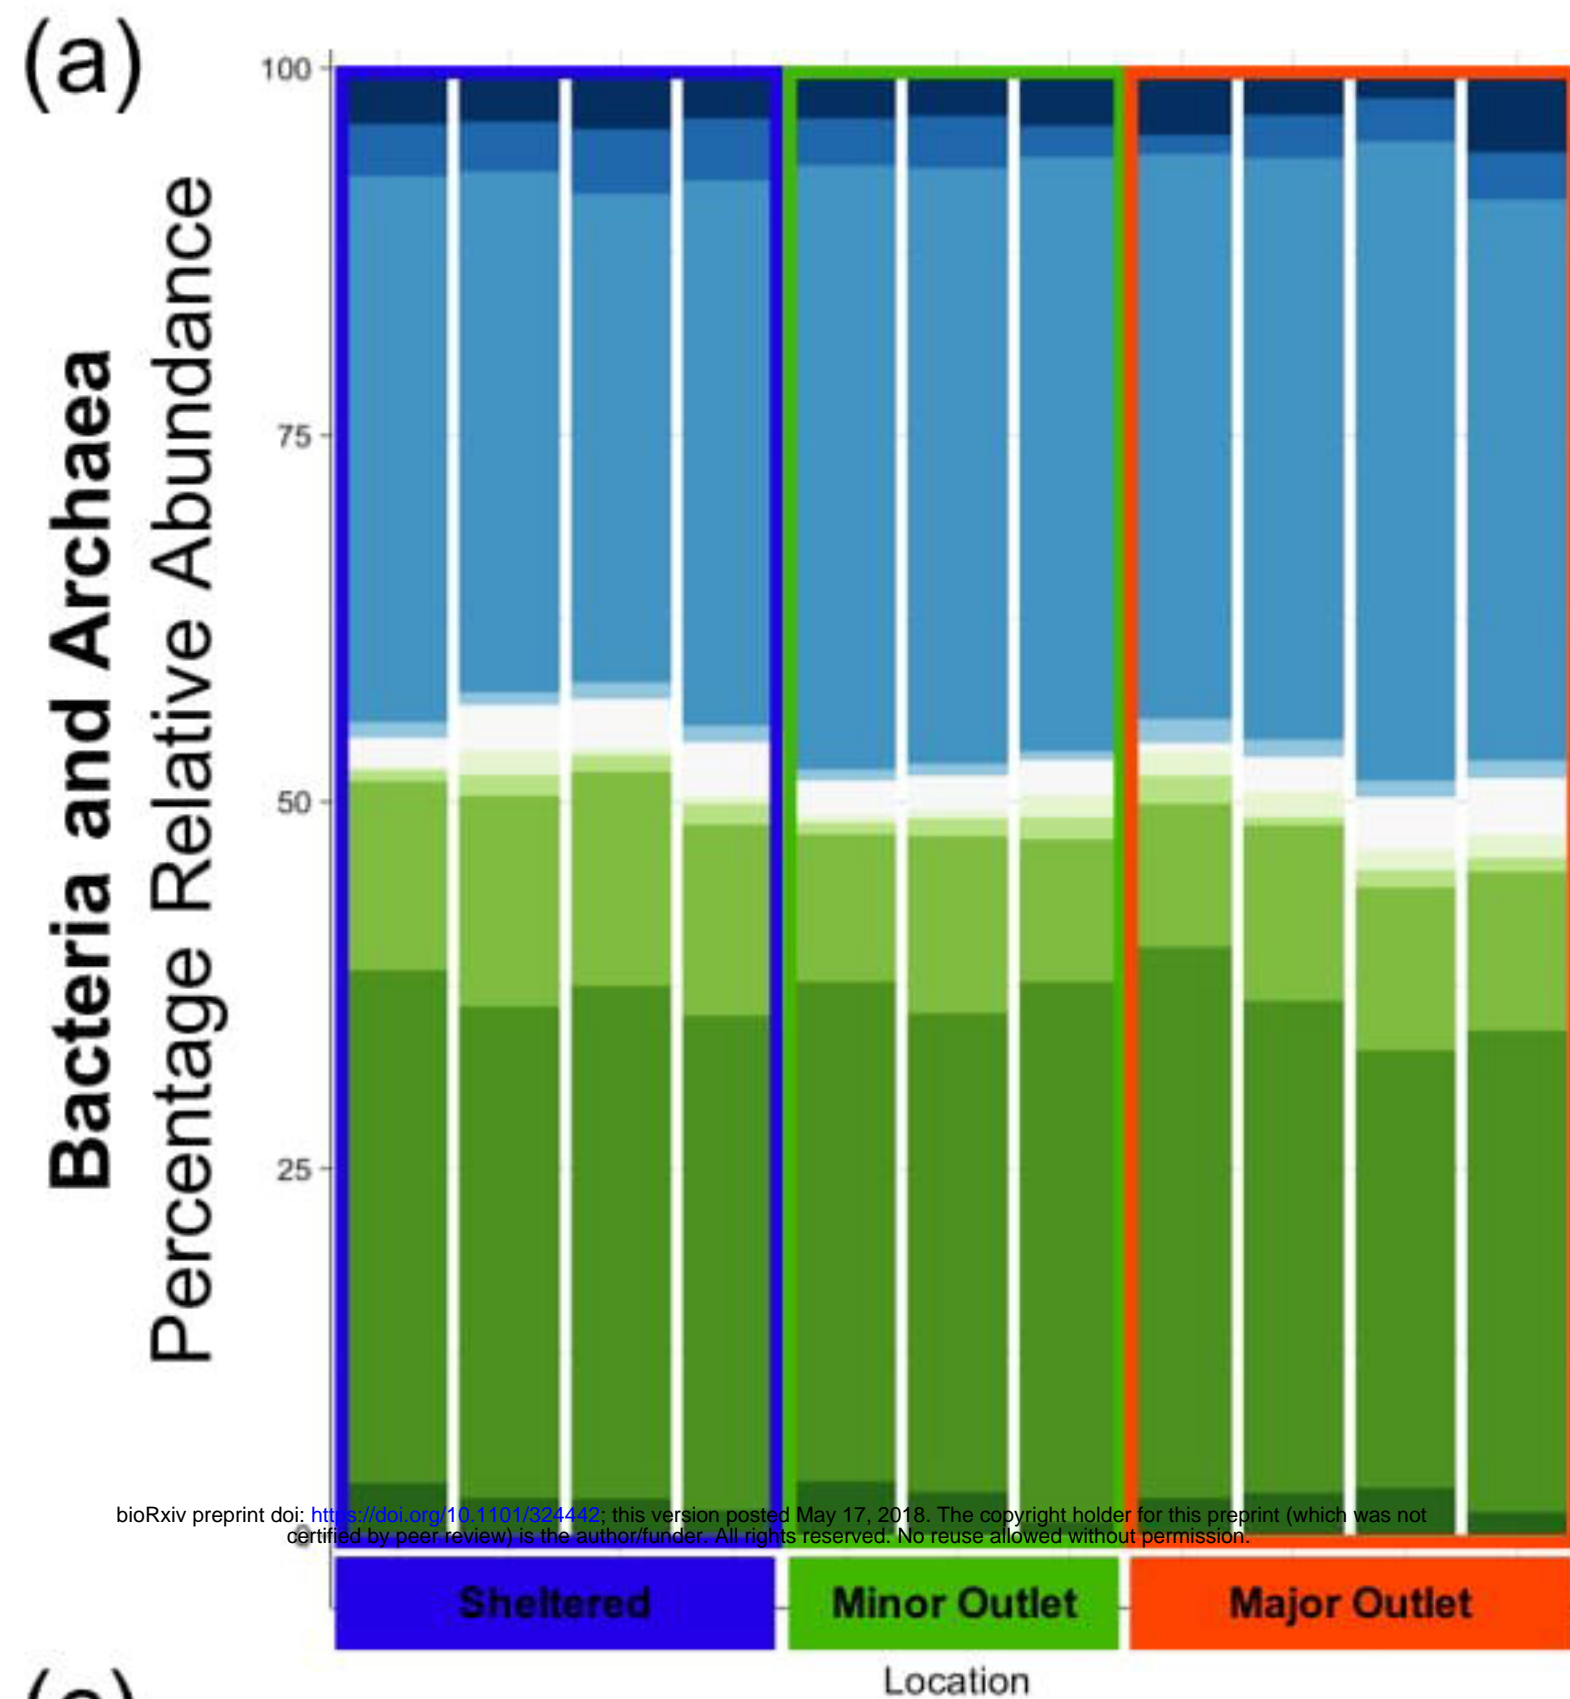 (a)
Bacteria and Archaea
Percentage Relative Abundance
100
75
50
25
0
bioRxiv preprint doi: https://doi.org/10.1101/324442; this version posted May 17, 2018. The copyright holder for this preprint (which was not
certified by peer review) is the author/funder. All rights reserved. No reuse allowed without permission.
Sheltered
Minor Outlet
Major Outlet
Location